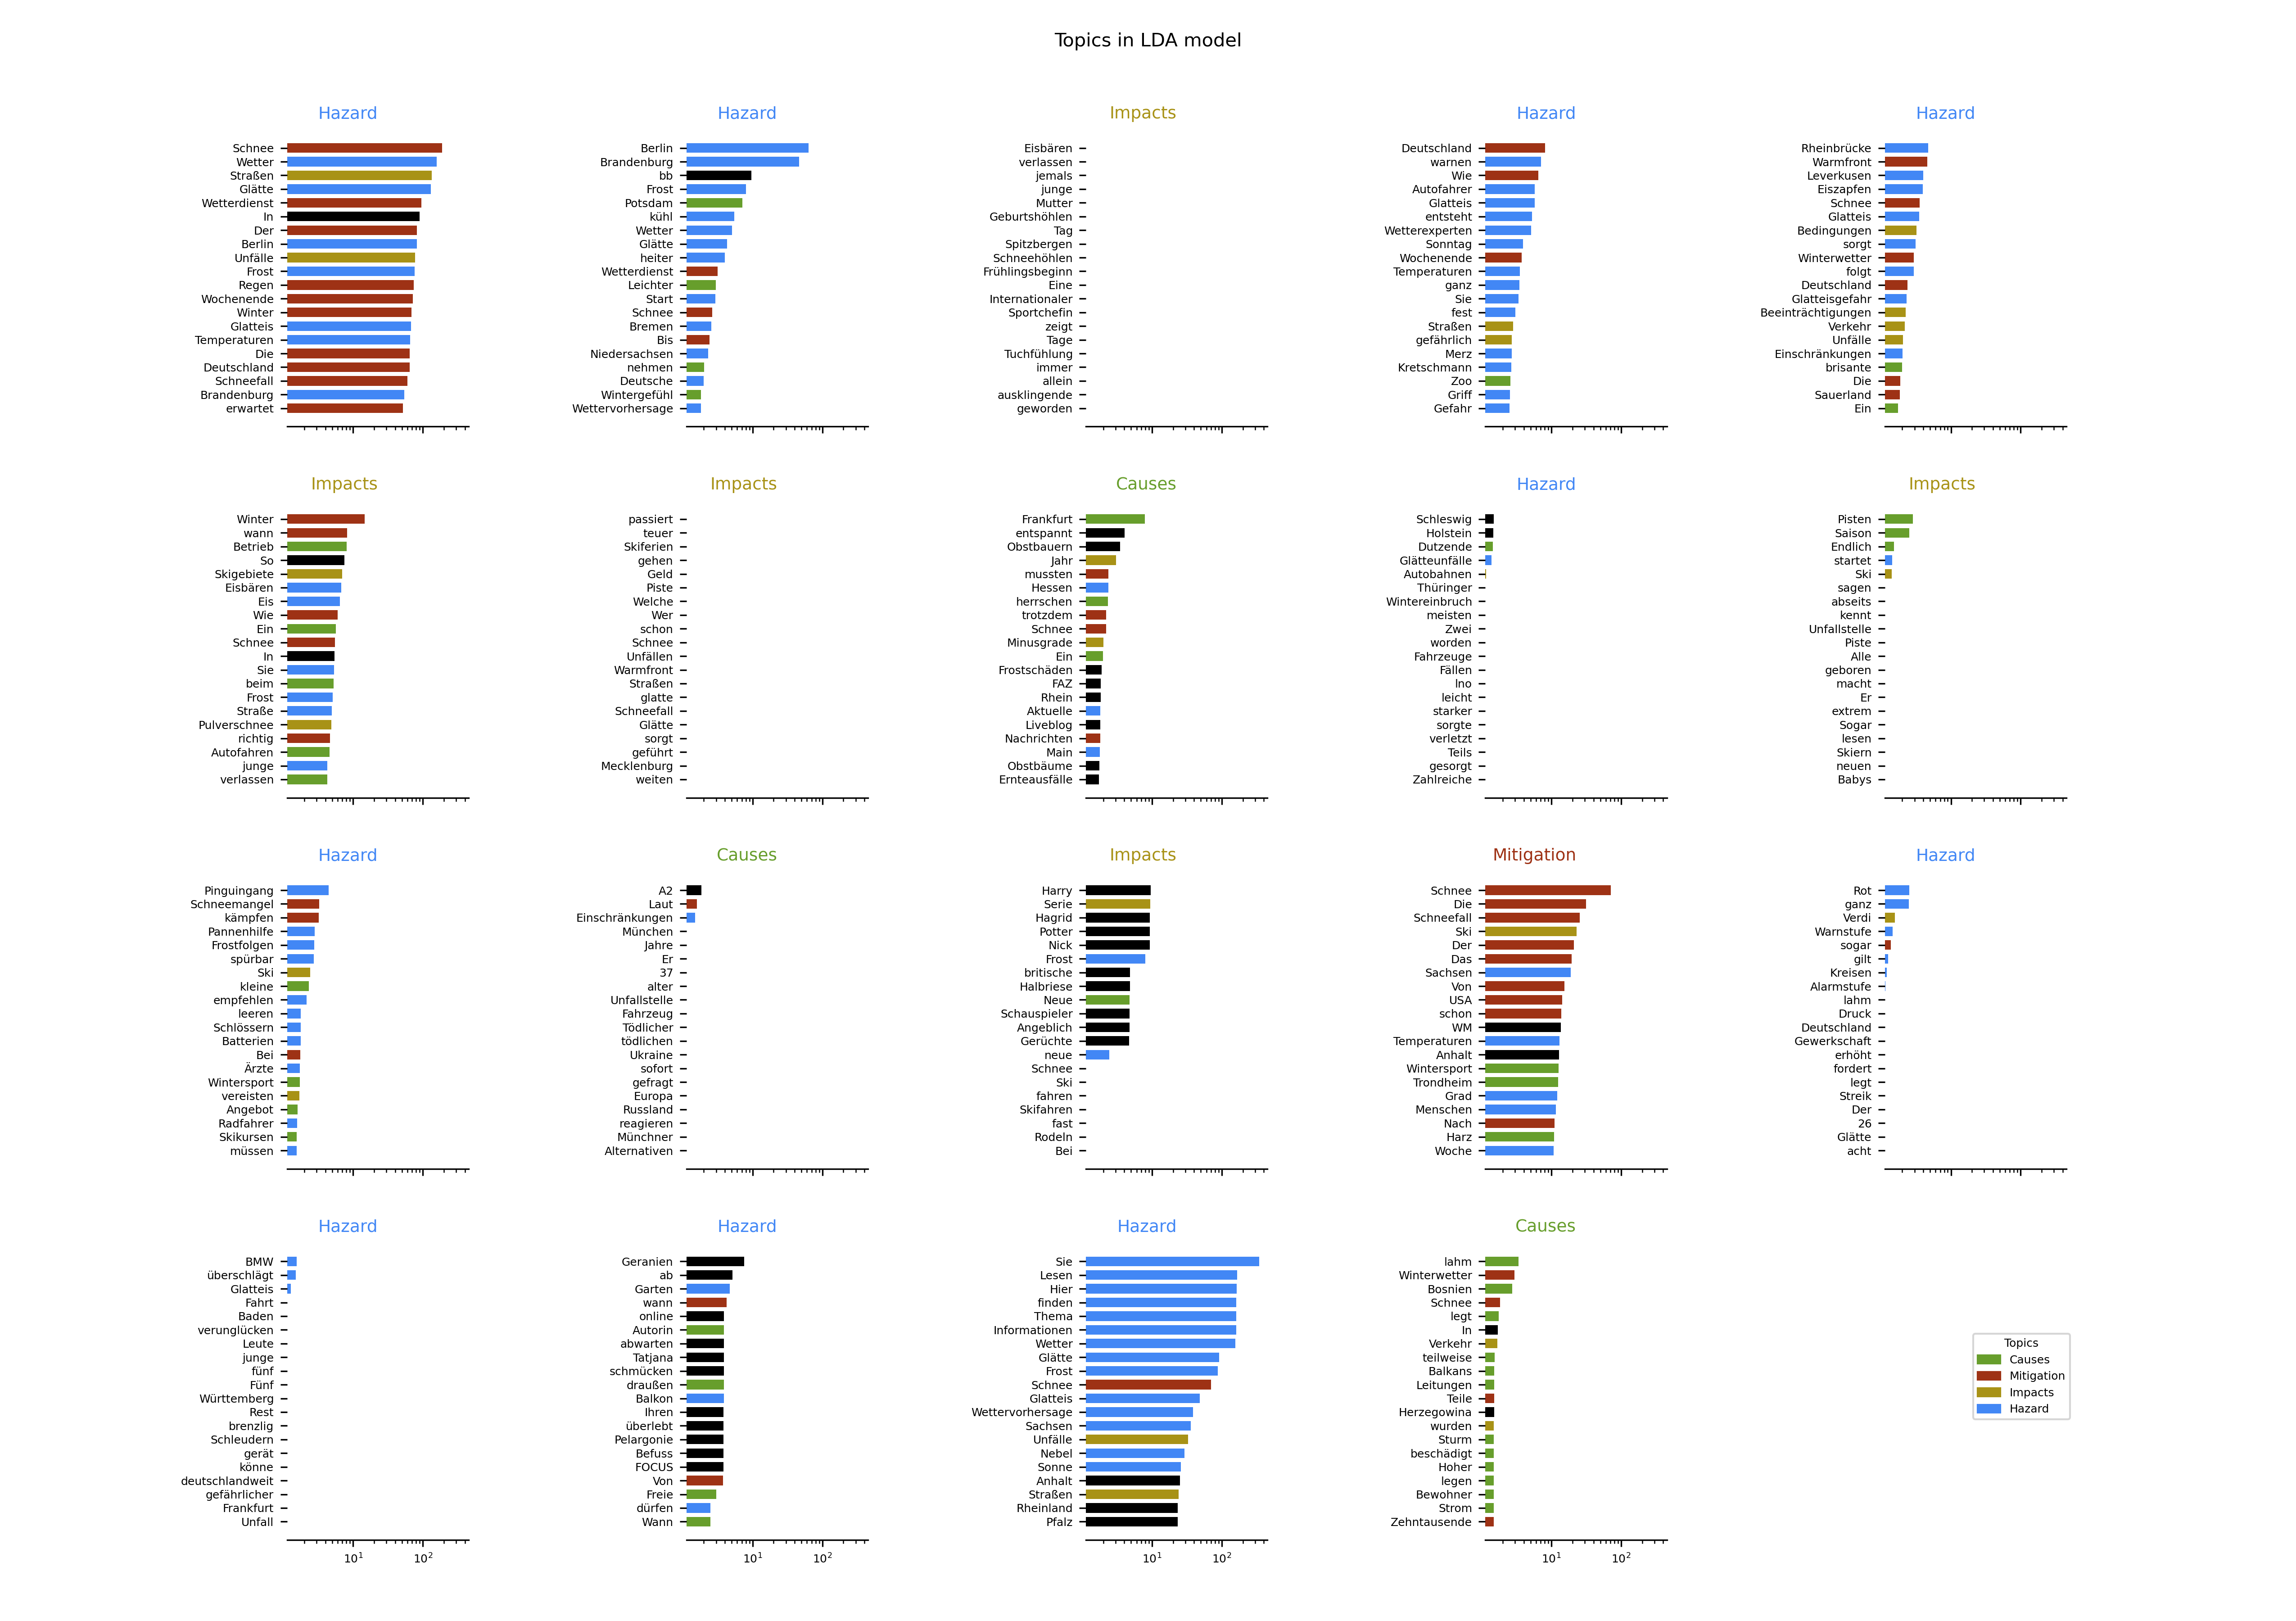 Topics in LDA model
Hazard
Schnee
Wetter
Straßen
Glätte
Wetterdienst
In
Der
Berlin
Unfälle
Frost
Regen
Wochenende
Winter
Glatteis
Temperaturen
Die
Deutschland
Schneefall
Brandenburg
erwartet
Hazard
Berlin
Brandenburg
bb
Frost
Potsdam
kühl
Wetter
Glätte
heiter
Wetterdienst
Leichter
Start
Schnee
Bremen
Bis
Niedersachsen
nehmen
Deutsche
Wintergefühl
Wettervorhersage
Impacts
Eisbären
verlassen
jemals
junge
Mutter
Geburtshöhlen
Tag
Spitzbergen
Schneehöhlen
Frühlingsbeginn
Eine
Internationaler
Sportchefin
zeigt
Tage
Tuchfühlung
immer
allein
ausklingende
geworden
Hazard
Deutschland
warnen
Wie
Autofahrer
Glatteis
entsteht
Wetterexperten
Sonntag
Wochenende
Temperaturen
ganz
Sie
fest
Straßen
gefährlich
Merz
Kretschmann
Zoo
Griff
Gefahr
Hazard
Rheinbrücke
Warmfront
Leverkusen
Eiszapfen
Schnee
Glatteis
Bedingungen
sorgt
Winterwetter
folgt
Deutschland
Glatteisgefahr
Beeinträchtigungen
Verkehr
Unfälle
Einschränkungen
brisante
Die
Sauerland
Ein
Impacts
Winter
wann
Betrieb
So
Skigebiete
Eisbären
Eis
Wie
Ein
Schnee
In
Sie
beim
Frost
Straße
Pulverschnee
richtig
Autofahren
junge
verlassen
Impacts
passiert
teuer
Skiferien
gehen
Geld
Piste
Welche
Wer
schon
Schnee
Unfällen
Warmfront
Straßen
glatte
Schneefall
Glätte
sorgt
geführt
Mecklenburg
weiten
Causes
Frankfurt
entspannt
Obstbauern
Jahr
mussten
Hessen
herrschen
trotzdem
Schnee
Minusgrade
Ein
Frostschäden
FAZ
Rhein
Aktuelle
Liveblog
Nachrichten
Main
Obstbäume
Ernteausfälle
Hazard
Schleswig
Holstein
Dutzende
Glätteunfälle
Autobahnen
Thüringer
Wintereinbruch
meisten
Zwei
worden
Fahrzeuge
Fällen
Ino
leicht
starker
sorgte
verletzt
Teils
gesorgt
Zahlreiche
Impacts
Pisten
Saison
Endlich
startet
Ski
sagen
abseits
kennt
Unfallstelle
Piste
Alle
geboren
macht
Er
extrem
Sogar
lesen
Skiern
neuen
Babys
Hazard
Pinguingang
Schneemangel
kämpfen
Pannenhilfe
Frostfolgen
spürbar
Ski
kleine
empfehlen
leeren
Schlössern
Batterien
Bei
Ärzte
Wintersport
vereisten
Angebot
Radfahrer
Skikursen
müssen
Causes
A2
Laut
Einschränkungen
München
Jahre
Er
37
alter
Unfallstelle
Fahrzeug
Tödlicher
tödlichen
Ukraine
sofort
gefragt
Europa
Russland
reagieren
Münchner
Alternativen
Impacts
Harry
Serie
Hagrid
Potter
Nick
Frost
britische
Halbriese
Neue
Schauspieler
Angeblich
Gerüchte
neue
Schnee
Ski
fahren
Skifahren
fast
Rodeln
Bei
Mitigation
Schnee
Die
Schneefall
Ski
Der
Das
Sachsen
Von
USA
schon
WM
Temperaturen
Anhalt
Wintersport
Trondheim
Grad
Menschen
Nach
Harz
Woche
Hazard
Rot
ganz
Verdi
Warnstufe
sogar
gilt
Kreisen
Alarmstufe
lahm
Druck
Deutschland
Gewerkschaft
erhöht
fordert
legt
Streik
Der
26
Glätte
acht
Hazard
BMW
überschlägt
Glatteis
Fahrt
Baden
verunglücken
Leute
junge
fünf
Fünf
Württemberg
Rest
brenzlig
Schleudern
gerät
könne
deutschlandweit
gefährlicher
Frankfurt
Unfall
10¹ 10²
Hazard
Geranien
ab
Garten
wann
online
Autorin
abwarten
Tatjana
schmücken
draußen
Balkon
Ihren
überlebt
Pelargonie
Befuss
FOCUS
Von
Freie
dürfen
Wann
10¹ 10²
Hazard
Sie
Lesen
Hier
finden
Thema
Informationen
Wetter
Glätte
Frost
Schnee
Glatteis
Wettervorhersage
Sachsen
Unfälle
Nebel
Sonne
Anhalt
Straßen
Rheinland
Pfalz
10¹ 10²
Causes
lahm
Winterwetter
Bosnien
Schnee
legt
In
Verkehr
teilweise
Balkans
Leitungen
Teile
Herzegowina
wurden
Sturm
beschädigt
Hoher
legen
Bewohner
Strom
Zehntausende
10¹ 10²
Topics
Causes
Mitigation
Impacts
Hazard